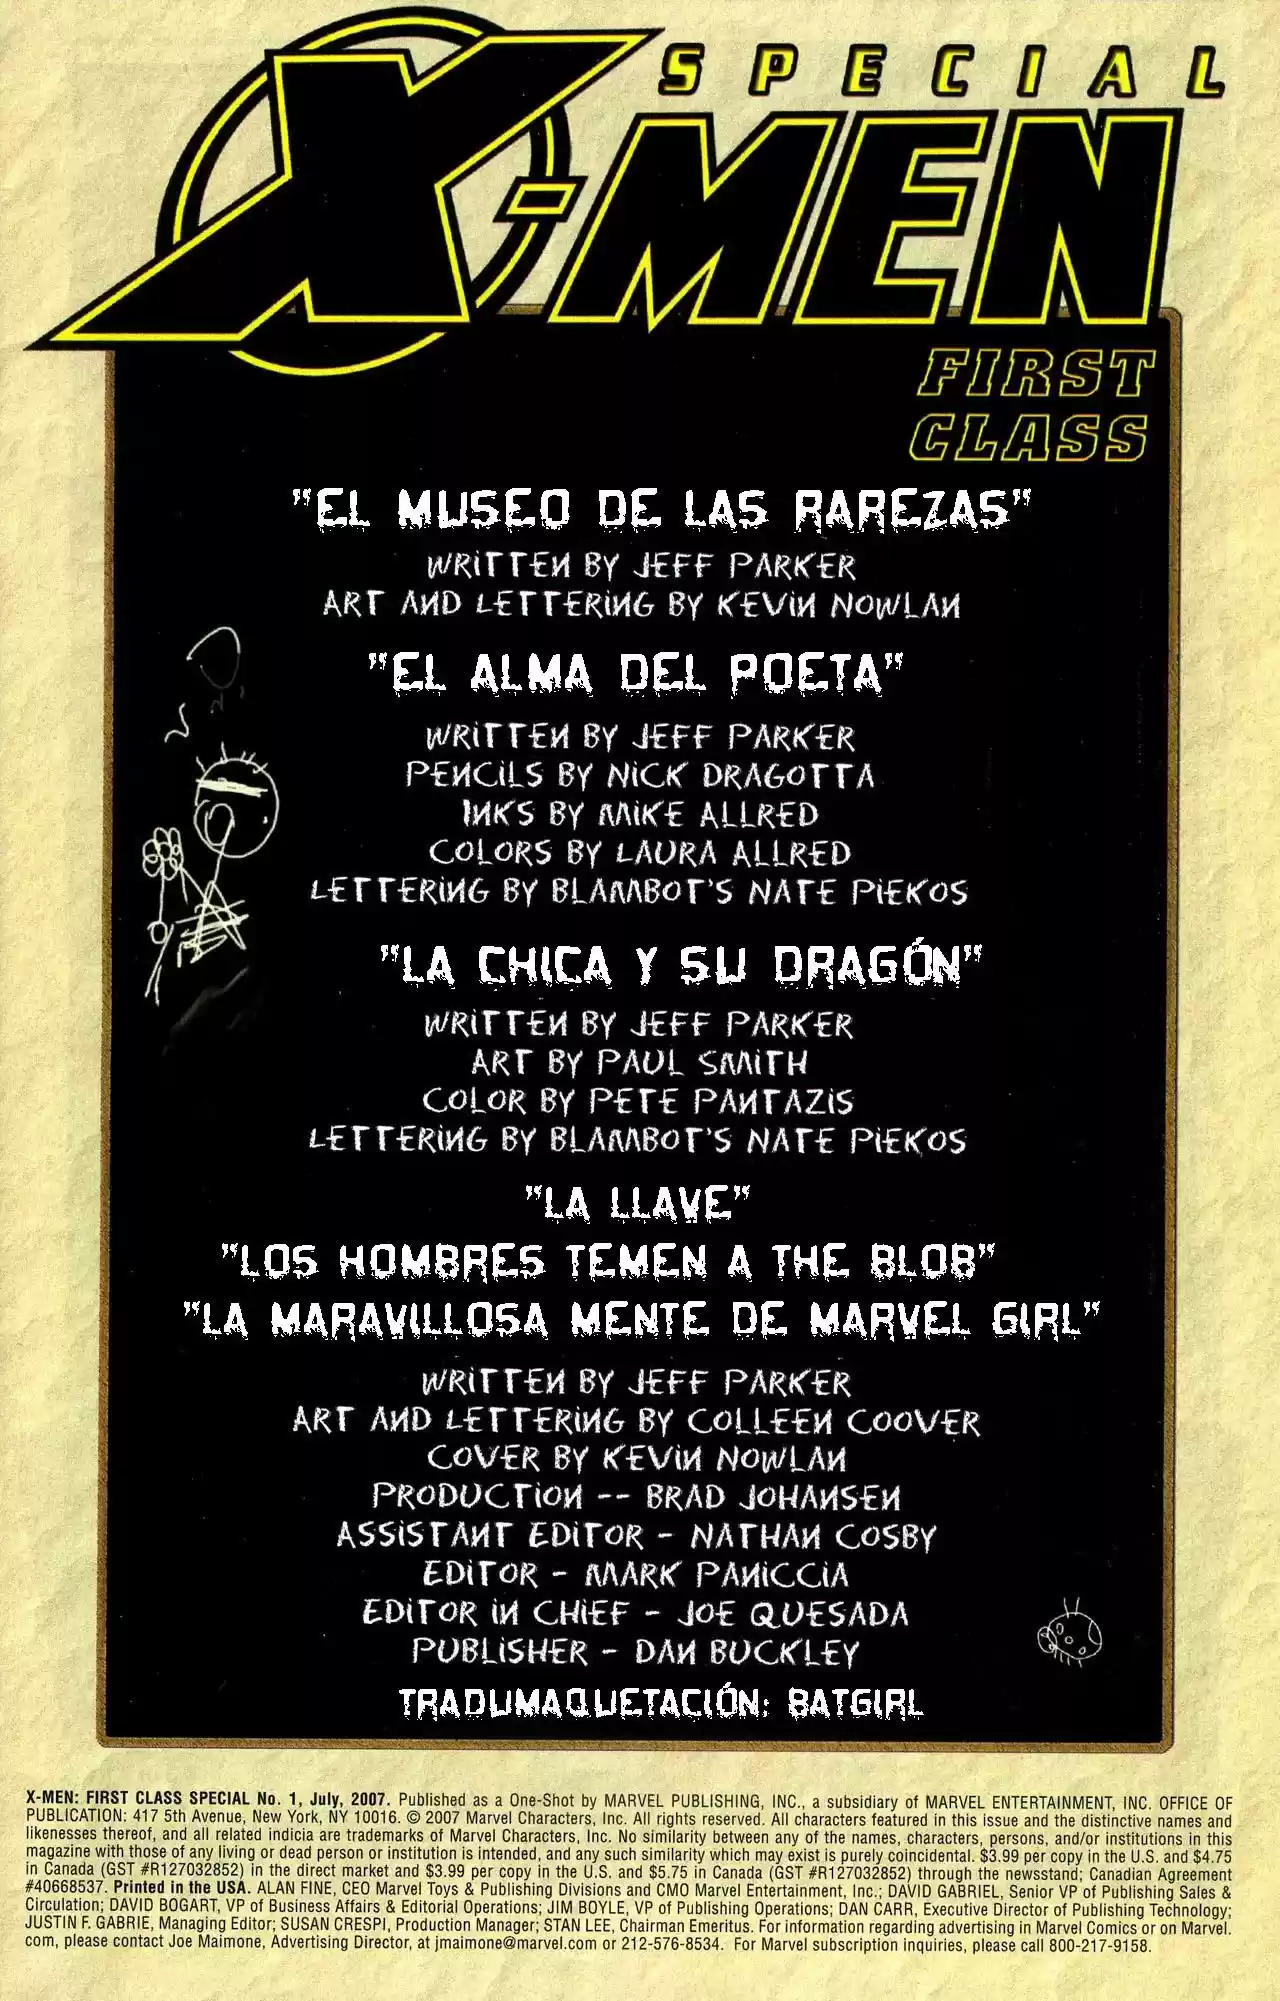 SPECIAL
X-MEN
FIRST
CLASS
"EL MUSEO DE LAS RAREZAS"
WRITTEN BY JEFF PARKER
ART AND LETTERING BY KEVIN NOWLAN
"EL ALMA DEL POETA"
WRITTEN BY JEFF PARKER
PENCILS BY NICK DRAGOTTA
INKS BY MIKE ALLRED
COLORS BY LAURA ALLRED
LETTERING BY BLAMBOT'S NATE PIEKOS
"LA CHICA Y SU DRAGÓN"
WRITTEN BY JEFF PARKER
ART BY PAUL SMITH
COLOR BY PETE PANTAZIS
LETTERING BY BLAMBOT'S NATE PIEKOS
"LA LLAVE"
"LOS HOMBRES TEMEN A THE BLOB"
"LA MARAVILLOSA MENTE DE MARVEL GIRL"
WRITTEN BY JEFF PARKER
ART AND LETTERING BY COLLEEN COOVER
COVER BY KEVIN NOWLAN
PRODUCTION -- BRAD JOHANSEN
ASSISTANT EDITOR - NATHAN COSBY
EDITOR - MARK PANICCIA
EDITOR IN CHIEF - JOE QUESADA
PUBLISHER - DAN BUCKLEY
TRADUMAQUETACIÓN: BATGIRL
X-MEN: FIRST CLASS SPECIAL No. 1, July, 2007. Published as a One-Shot by MARVEL PUBLISHING, INC., a subsidiary of MARVEL ENTERTAINMENT, INC. OFFICE OF
PUBLICATION: 417 5th Avenue, New York, NY 10016. © 2007 Marvel Characters, Inc. All rights reserved. All characters featured in this issue and the distinctive names and
likenesses thereof, and all related indicia are trademarks of Marvel Characters, Inc. No similarity between any of the names, characters, persons, and/or institutions in this
magazine with those of any living or dead person or institution is intended, and any such similarity which may exist is purely coincidental. $3.99 per copy in the U.S. and $4.75
in Canada (GST #R127032852) in the direct market and $3.99 per copy in the U.S. and $5.75 in Canada (GST #R127032852) through the newsstand; Canadian Agreement
#40668537. Printed in the USA. ALAN FINE, CEO Marvel Toys & Publishing Divisions and CMO Marvel Entertainment, Inc.; DAVID GABRIEL, Senior VP of Publishing Sales &
Circulation; DAVID BOGART, VP of Business Affairs & Editorial Operations; JIM BOYLE, VP of Publishing Operations; DAN CARR, Executive Director of Publishing Technology;
JUSTIN F. GABRIE, Managing Editor; SUSAN CRESPI, Production Manager; STAN LEE, Chairman Emeritus. For information regarding advertising in Marvel Comics or on Marvel.
com, please contact Joe Maimone, Advertising Director, at jmaimone@marvel.com or 212-576-8534. For Marvel subscription inquiries, please call 800-217-9158.